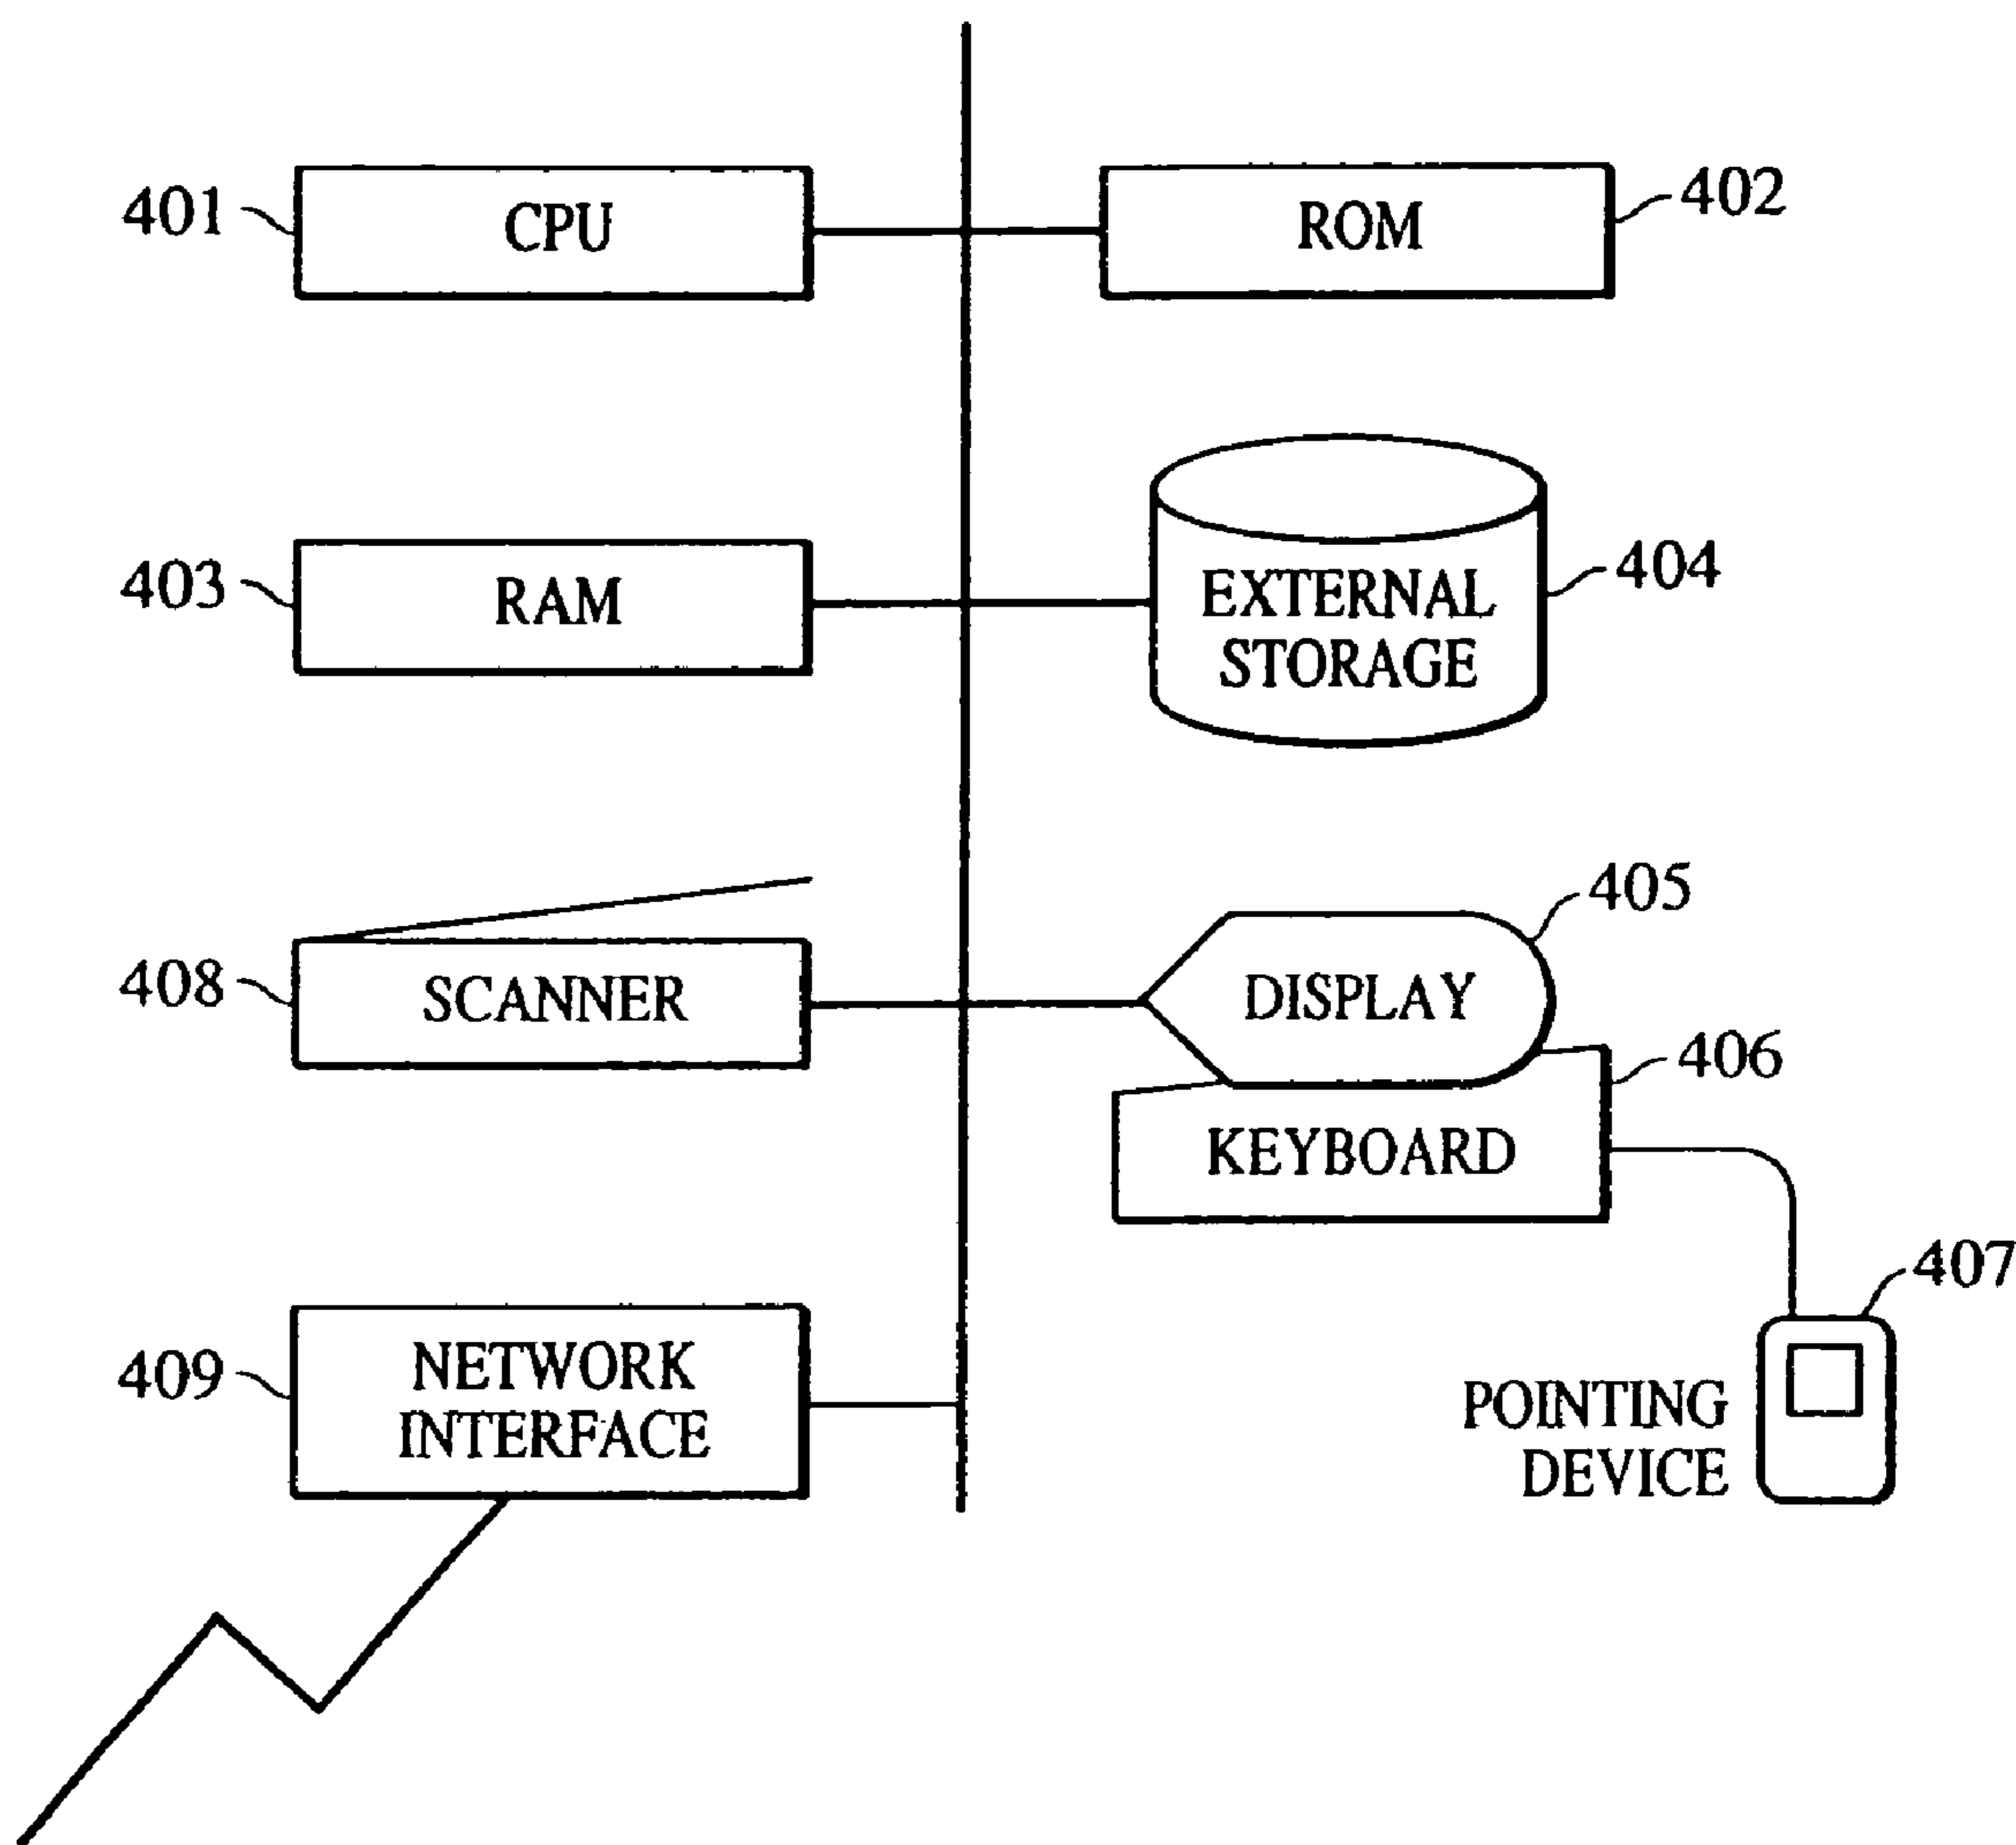 401
CPU
ROM
402
403
RAM
EXTERNAL
STORAGE
404
408
SCANNER
DISPLAY
405
KEYBOARD
406
409
NETWORK
INTERFACE
POINTING
DEVICE
407